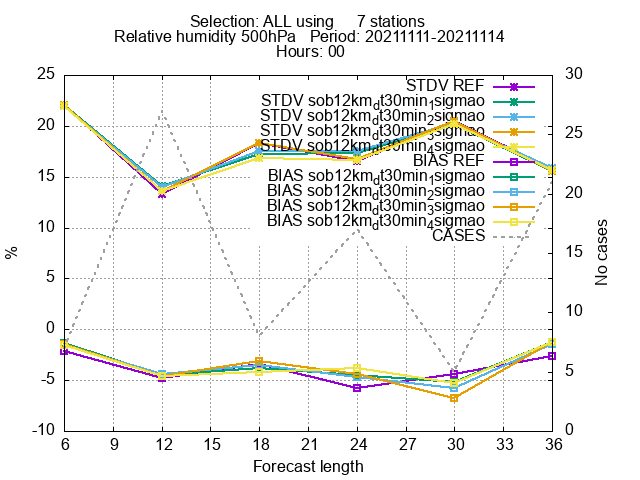 Selection: ALL using 7 stations
Relative humidity 500hPa Period: 20211111-20211114
Hours: 00
STDV REF
STDV sob12km_dt30min_1sigmao
STDV sob12km_dt30min_2sigmao
STDV sob12km_dt30min_3sigmao
STDV sob12km_dt30min_4sigmao
BIAS REF
BIAS sob12km_dt30min_1sigmao
BIAS sob12km_dt30min_2sigmao
BIAS sob12km_dt30min_3sigmao
BIAS sob12km_dt30min_4sigmao
CASES
25
20
15
10
5
0
-5
-10
%
30
25
20
15
10
5
0
No cases
6 9 12 15 18 21 24 27 30 33 36
Forecast length